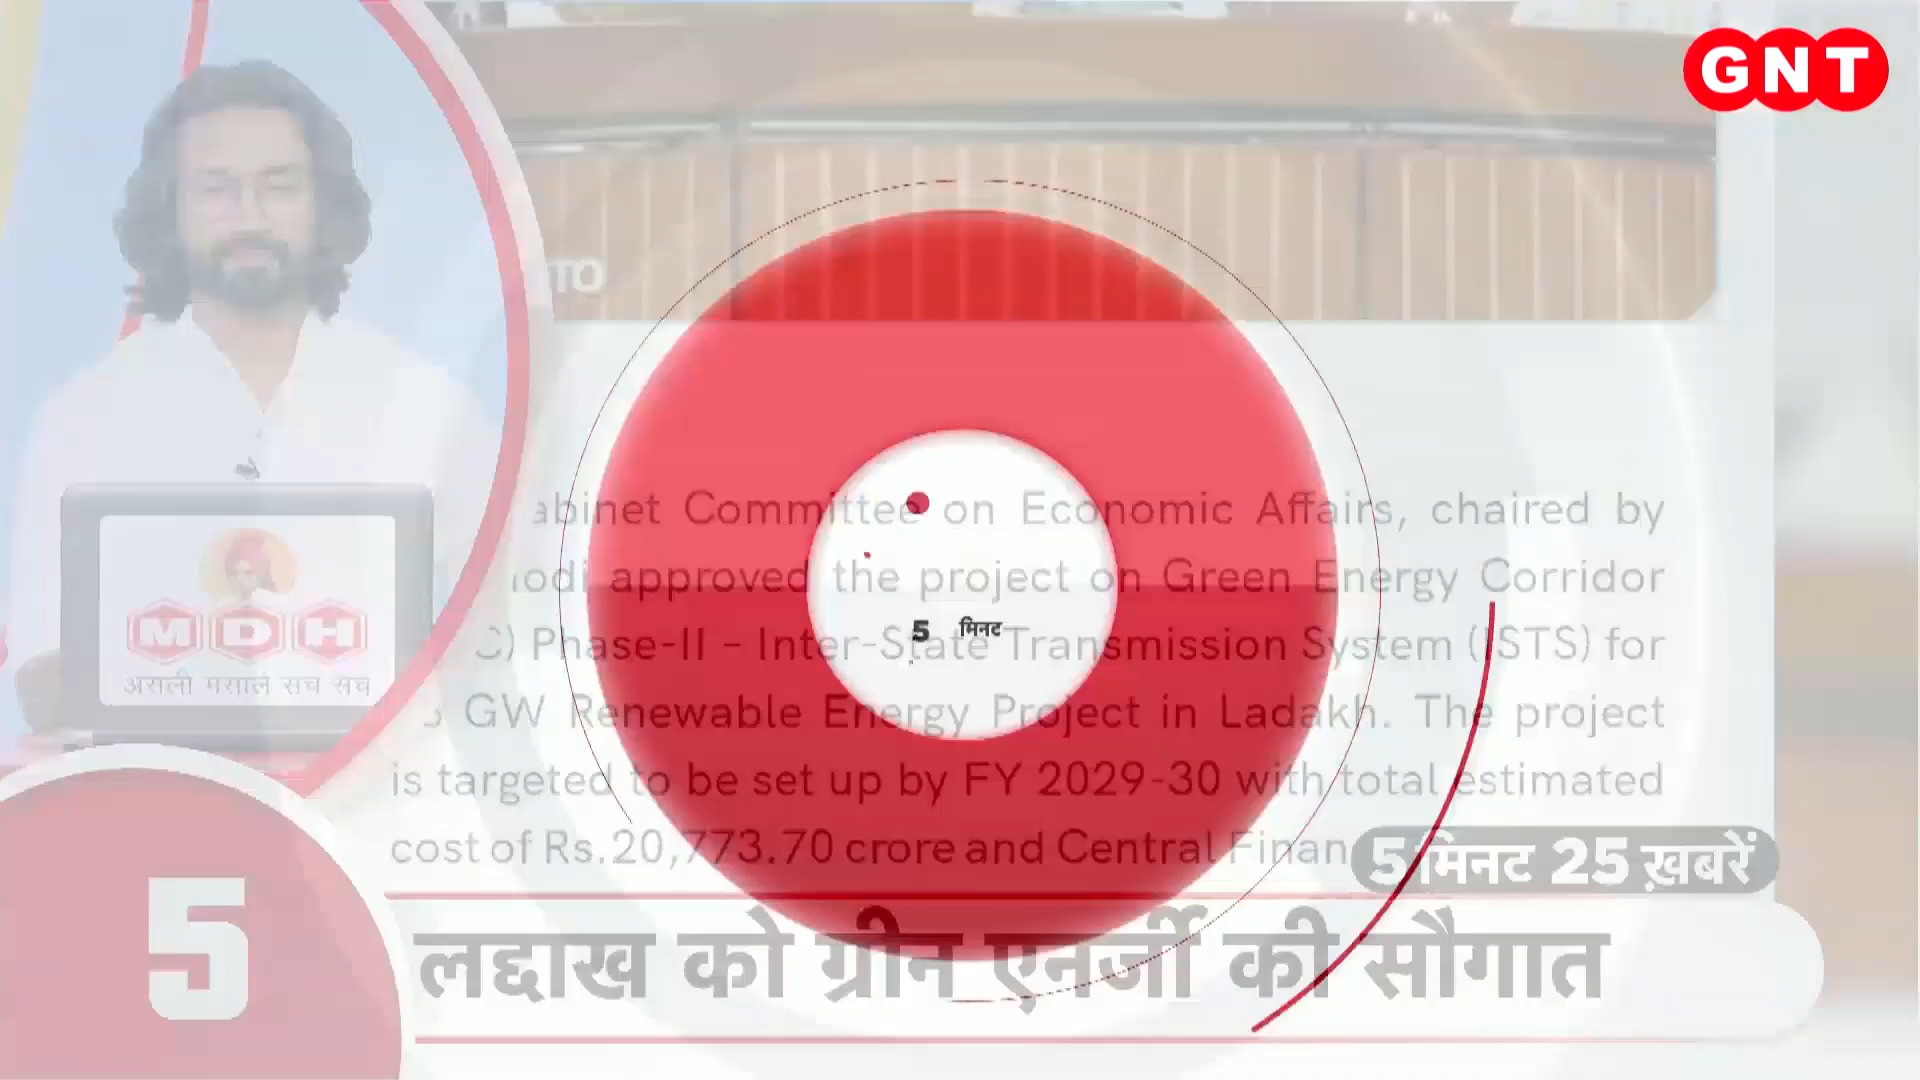 GNT
ITO
abinet Committee on Economic Affairs, chaired by
odi approved the project on Green Energy Corridor
C) Phase-II – Inter-State Transmission System (ISTS) for
GW Renewable Energy Project in Ladakh. The project
is targeted to be set up by FY 2029-30 with total estimated
cost of Rs.20,773.70 crore and Central Finan
5 मिनट
MDH
असली मसाले सच सच
5 मिनट 25 ख़बरें
5
लद्दाख को ग्रीन एनर्जी की सौगात